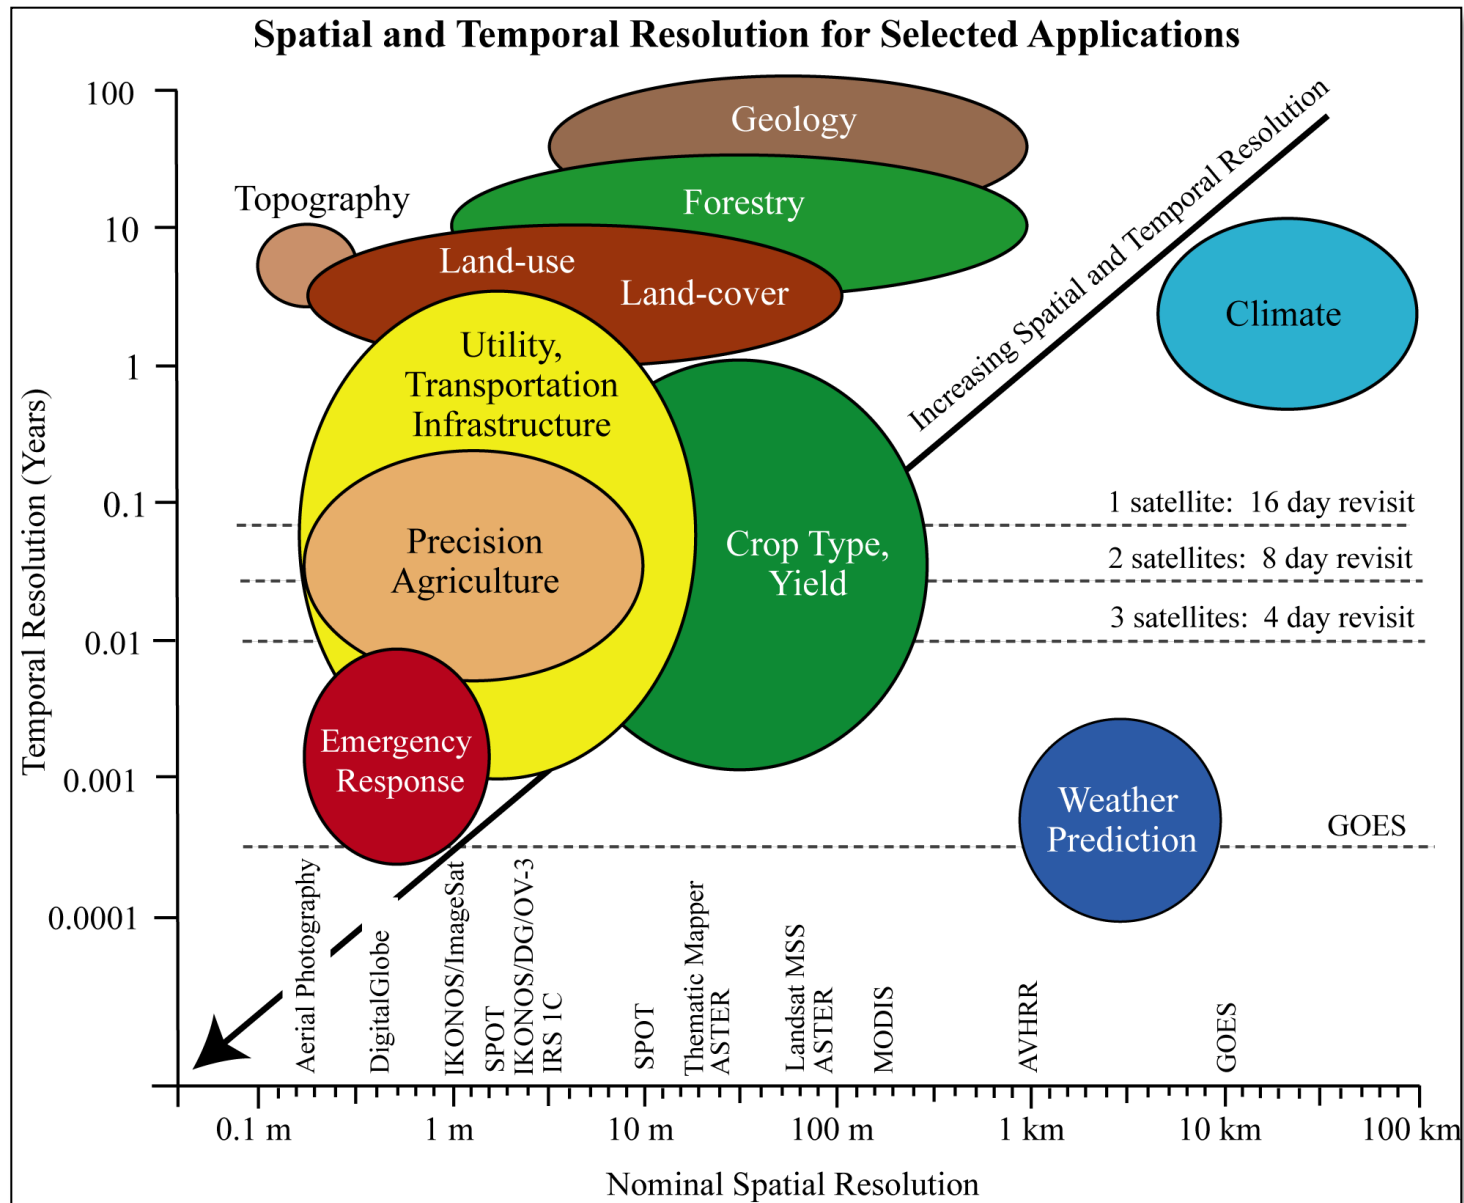 Spatial and Temporal Resolution for Selected Applications
100
10
1
0.1
0.01
0.001
0.0001
Temporal Resolution (Years)
Geology
Forestry
Topography
Land-use
Land-cover
Utility,
Transportation
Infrastructure
Precision
Agriculture
Emergency
Response
Crop Type,
Yield
Increasing Spatial and Temporal Resolution
Climate
1 satellite: 16 day revisit
2 satellites: 8 day revisit
3 satellites: 4 day revisit
Weather
Prediction
GOES
Aerial Photography
DigitalGlobe
IKONOS/ImageSat
SPOT
IKONOS/DG/OV-3
IRS 1C
SPOT
Thematic Mapper
ASTER
Landsat MSS
ASTER
MODIS
AVHRR
GOES
0.1 m
1 m
10 m
100 m
1 km
10 km
100 km
Nominal Spatial Resolution